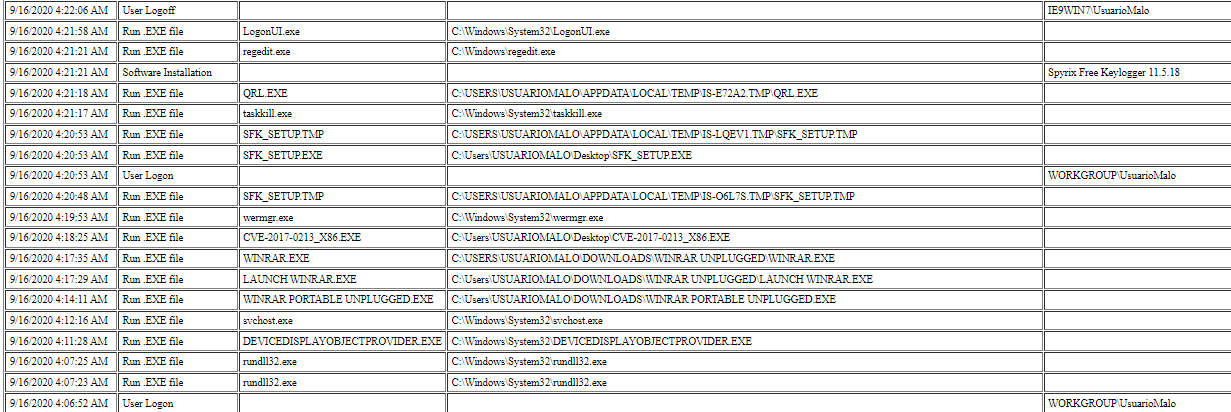 9/16/2020 4:22:06 AM User Logoff IE9WIN7\UsuarioMalo
9/16/2020 4:21:58 AM Run .EXE file LogonUI.exe C:\Windows\System32\LogonUI.exe
9/16/2020 4:21:21 AM Run .EXE file regedit.exe C:\Windows\regedit.exe
9/16/2020 4:21:21 AM Software Installation Spyrix Free Keylogger 11.5.18
9/16/2020 4:21:18 AM Run .EXE file QRL.EXE C:\USERS\USUARIOMALO\APPDATA\LOCAL\TEMP\IS-E72A2.TMP\QRL.EXE
9/16/2020 4:21:17 AM Run .EXE file taskkill.exe C:\Windows\System32\taskkill.exe
9/16/2020 4:20:53 AM Run .EXE file SFK_SETUP.TMP C:\USERS\USUARIOMALO\APPDATA\LOCAL\TEMP\IS-LQEV1.TMP\SFK_SETUP.TMP
9/16/2020 4:20:53 AM Run .EXE file SFK_SETUP.EXE C:\Users\USUARIOMALO\Desktop\SFK_SETUP.EXE
9/16/2020 4:20:53 AM User Logon WORKGROUP\UsuarioMalo
9/16/2020 4:20:48 AM Run .EXE file SFK_SETUP.TMP C:\USERS\USUARIOMALO\APPDATA\LOCAL\TEMP\IS-O6L7S.TMP\SFK_SETUP.TMP
9/16/2020 4:19:53 AM Run .EXE file wermgr.exe C:\Windows\System32\wermgr.exe
9/16/2020 4:18:25 AM Run .EXE file CVE-2017-0213_X86.EXE C:\Users\USUARIOMALO\Desktop\CVE-2017-0213_X86.EXE
9/16/2020 4:17:35 AM Run .EXE file WINRAR.EXE C:\USERS\USUARIOMALO\DOWNLOADS\WINRAR UNPLUGGED\WINRAR.EXE
9/16/2020 4:17:29 AM Run .EXE file LAUNCH WINRAR.EXE C:\Users\USUARIOMALO\DOWNLOADS\WINRAR UNPLUGGED\LAUNCH WINRAR.EXE
9/16/2020 4:14:11 AM Run .EXE file WINRAR PORTABLE UNPLUGGED.EXE C:\Users\USUARIOMALO\DOWNLOADS\WINRAR PORTABLE UNPLUGGED.EXE
9/16/2020 4:12:16 AM Run .EXE file svchost.exe C:\Windows\System32\svchost.exe
9/16/2020 4:11:28 AM Run .EXE file DEVICEDISPLAYOBJECTPROVIDER.EXE C:\Windows\System32\DEVICEDISPLAYOBJECTPROVIDER.EXE
9/16/2020 4:07:25 AM Run .EXE file rundll32.exe C:\Windows\System32\rundll32.exe
9/16/2020 4:07:23 AM Run .EXE file rundll32.exe C:\Windows\System32\rundll32.exe
9/16/2020 4:06:52 AM User Logon WORKGROUP\UsuarioMalo